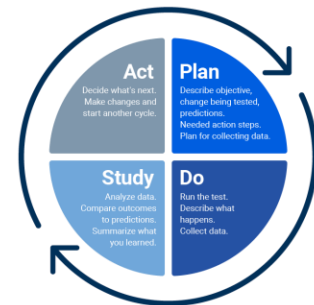 Act
Decide what's next.
Make changes and
start another cycle.
Plan
Describe objective,
change being tested,
predictions.
Needed action steps.
Plan for collecting data.
Study
Analyze data.
Compare outcomes
to predictions.
Summarize what
you learned.
Do
Run the test.
Describe what
happens.
Collect data.